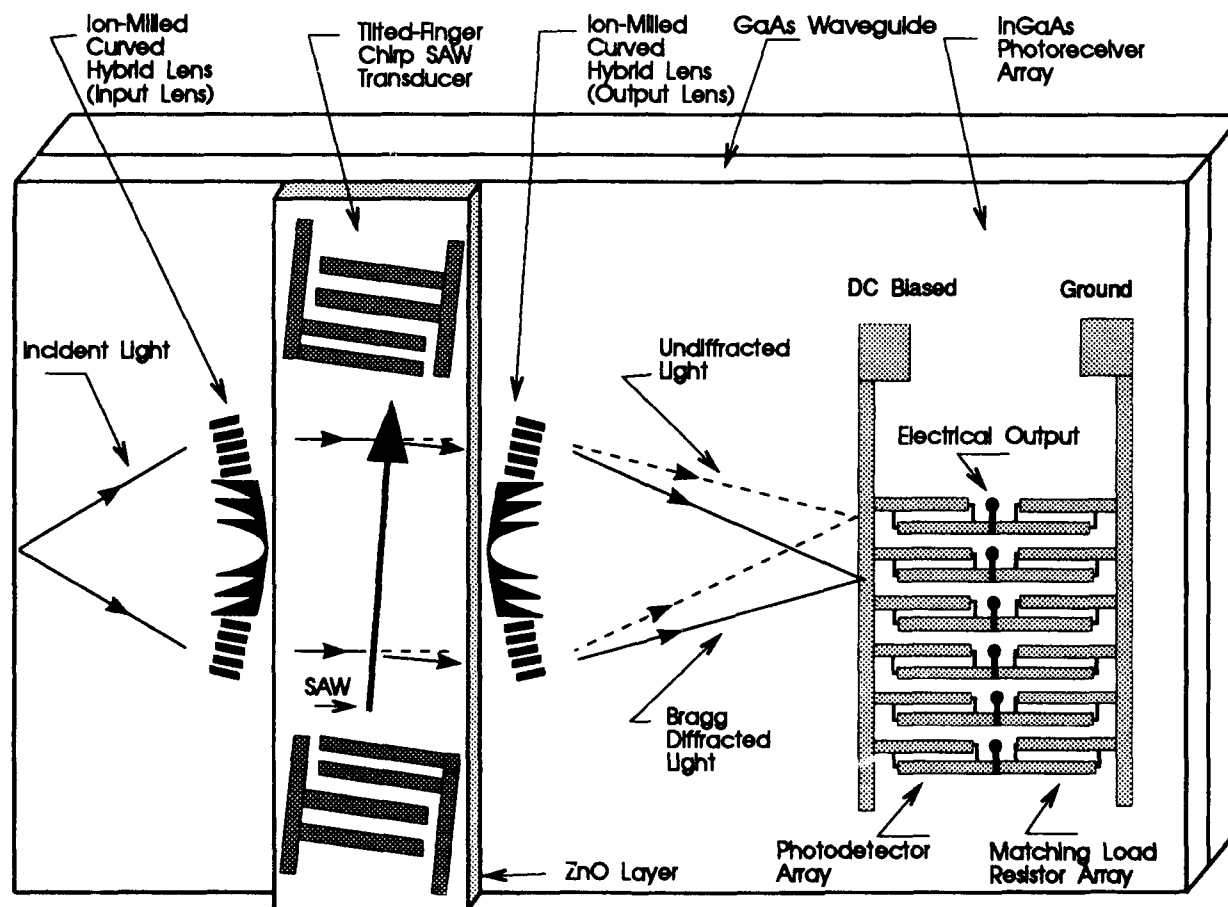 Ion-Milled
Curved
Hybrid Lens
(Input Lens)
Tilted-Finger
Chirp SAW
Transducer
Ion-Milled
Curved
Hybrid Lens
(Output Lens)
GaAs Waveguide
InGaAs
Photoreceiver
Array
DC Biased
Ground
Incident Light
Undiffracted
Light
Electrical Output
SAW
Bragg
Diffracted
Light
Photodetector
Array
Matching Load
Resistor Array
ZnO Layer